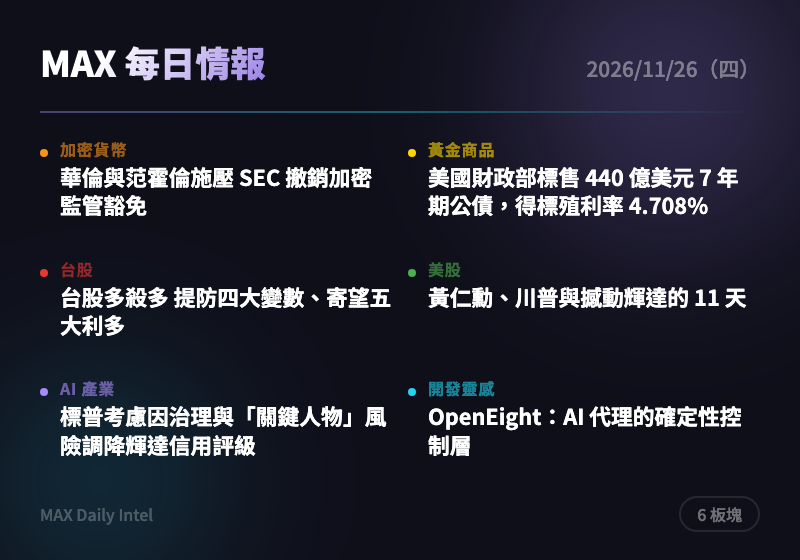 MAX 每日情報
2026/11/26（四）
加密貨幣
華倫與范霍倫施壓 SEC 撤銷加密
監管豁免
黃金商品
美國財政部標售 440 億美元 7 年
期公債，得標殖利率 4.708%
台股
台股多殺多 提防四大變數、寄望五
大利多
美股
黃仁勳、川普與撼動輝達的 11 天
AI 產業
標普考慮因治理與「關鍵人物」風
險調降輝達信用評級
開發靈感
OpenEight：AI 代理的確定性控
制層
MAX Daily Intel
6 板塊